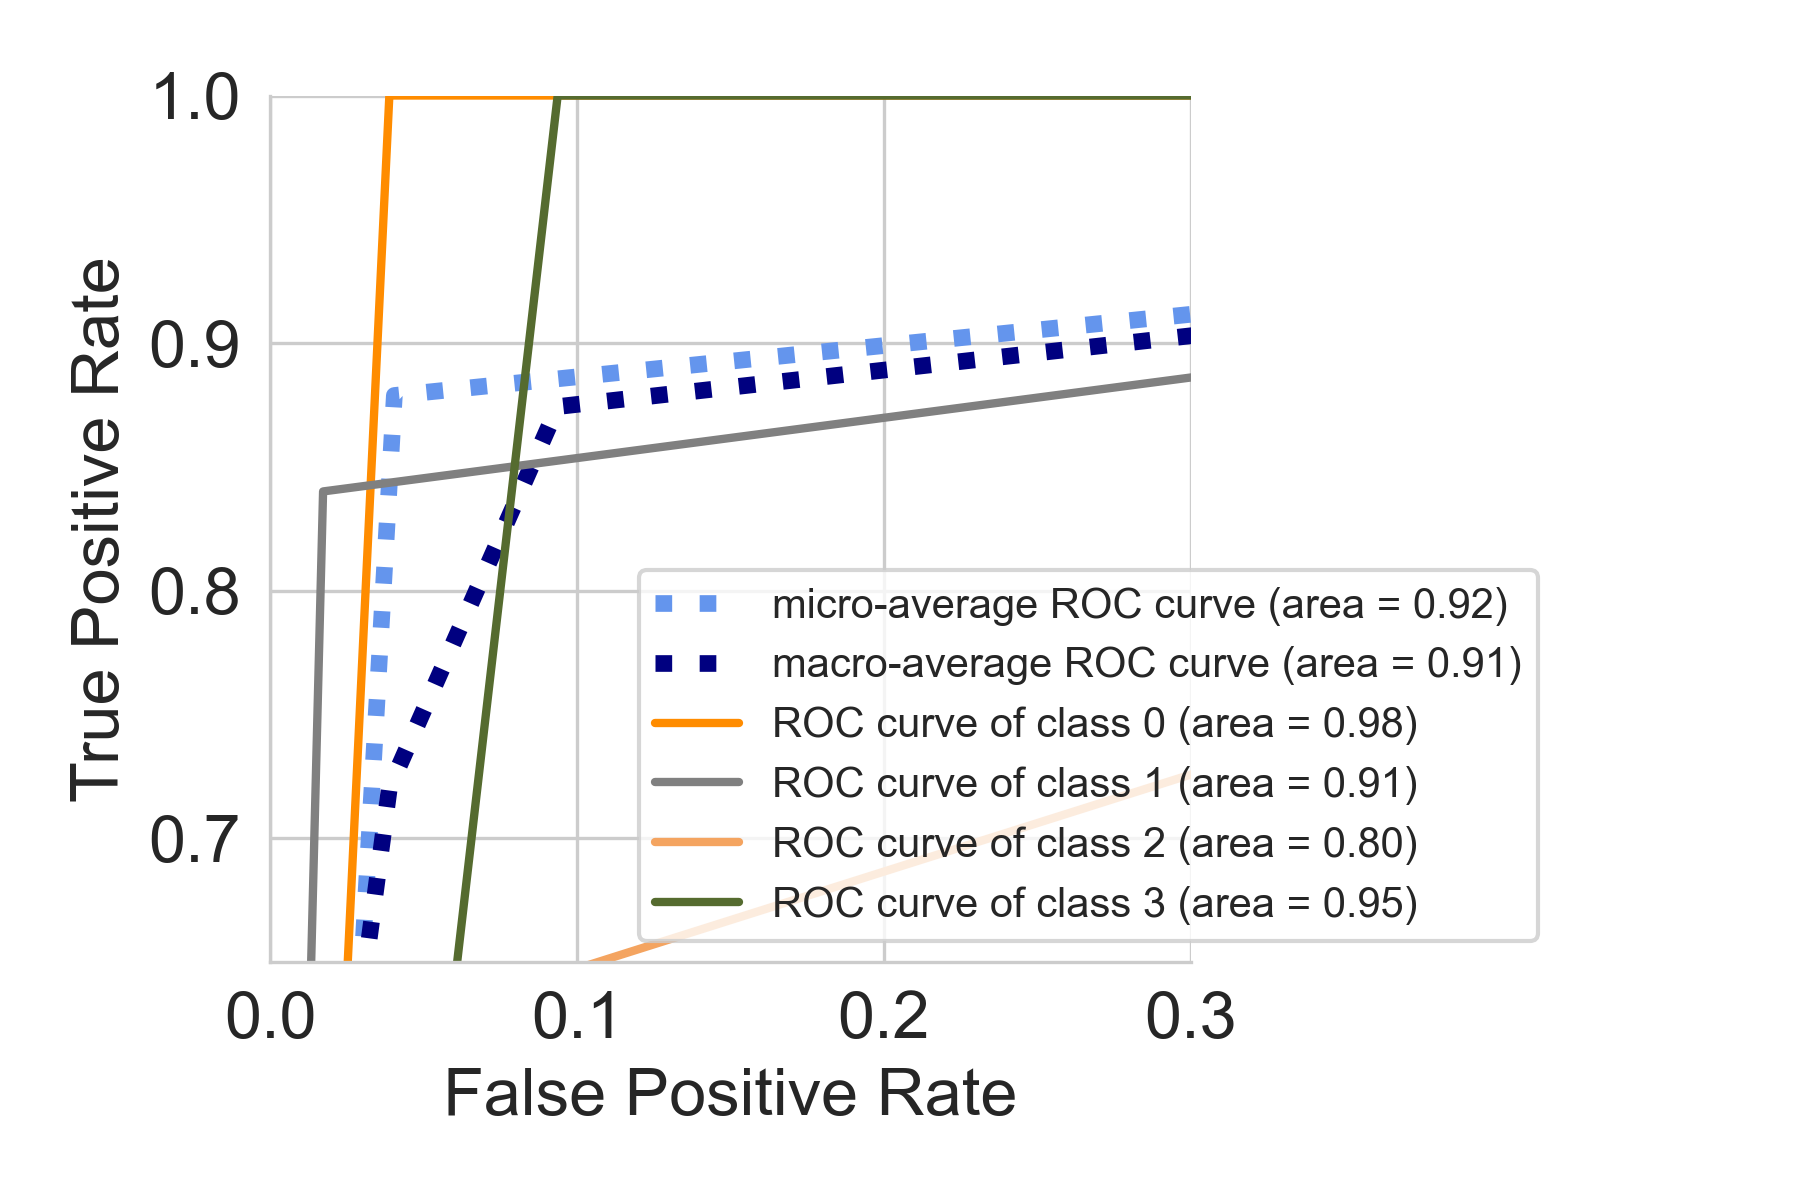 1.0
0.9
0.8
0.7
True Positive Rate
micro-average ROC curve (area = 0.92)
macro-average ROC curve (area = 0.91)
ROC curve of class 0 (area = 0.98)
ROC curve of class 1 (area = 0.91)
ROC curve of class 2 (area = 0.80)
ROC curve of class 3 (area = 0.95)
0.0 0.1 0.2 0.3
False Positive Rate